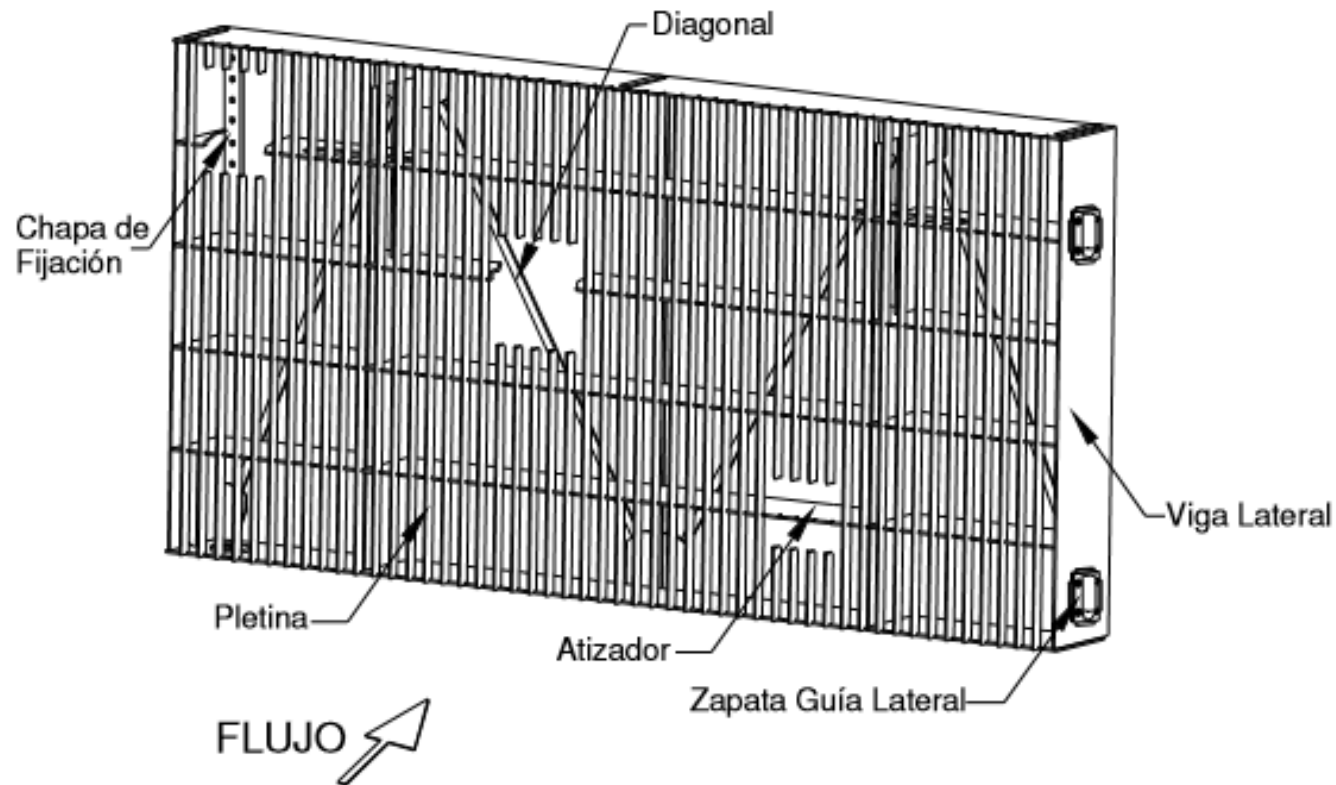 Diagonal
Chapa de
Fijación
Viga Lateral
Pletina
Atizador
Zapata Guía Lateral
FLUJO